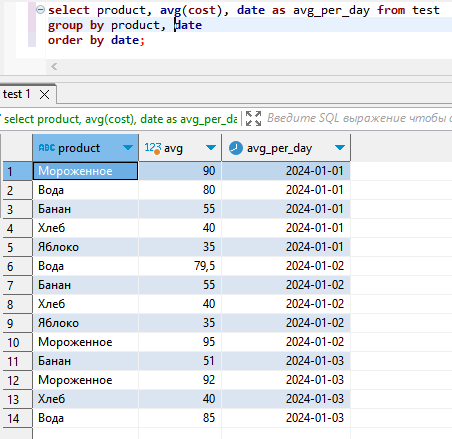 select product, avg(cost), date as avg_per_day from test
group by product, date
order by date;
test 1
select product, avg(cost), date as avg_per_da
Введите SQL выражение чтобы
ABC product 123 avg avg_per_day
1 Мороженное 90 2024-01-01
2 Вода 80 2024-01-01
3 Банан 55 2024-01-01
4 Хлеб 40 2024-01-01
5 Яблоко 35 2024-01-01
6 Вода 79,5 2024-01-02
7 Банан 55 2024-01-02
8 Хлеб 40 2024-01-02
9 Яблоко 35 2024-01-02
10 Мороженное 95 2024-01-02
11 Банан 51 2024-01-03
12 Мороженное 92 2024-01-03
13 Хлеб 40 2024-01-03
14 Вода 85 2024-01-03